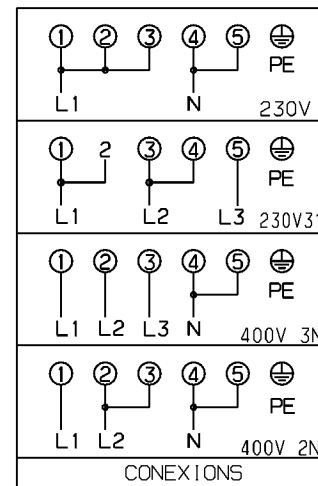 1 2 3 4 5
PE
L1 N 230V
1 2 3 4 5
PE
L1 L2 L3 230V3
1 2 3 4 5
PE
L1 L2 L3 N 400V 3N
1 2 3 4 5
PE
L1 L2 N 400V 2N
CONEXIONS